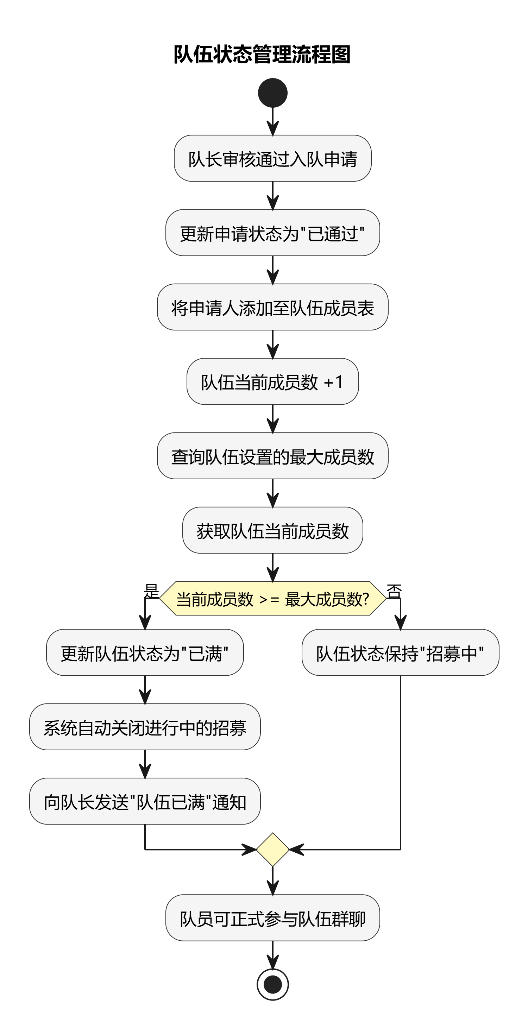 队伍状态管理流程图
队长审核通过入队申请
更新申请状态为"已通过"
将申请人添加至队伍成员表
队伍当前成员数 +1
查询队伍设置的最大成员数
获取队伍当前成员数
是
当前成员数 >= 最大成员数?
否
更新队伍状态为"已满"
队伍状态保持"招募中"
系统自动关闭进行中的招募
向队长发送"队伍已满"通知
队员可正式参与队伍群聊